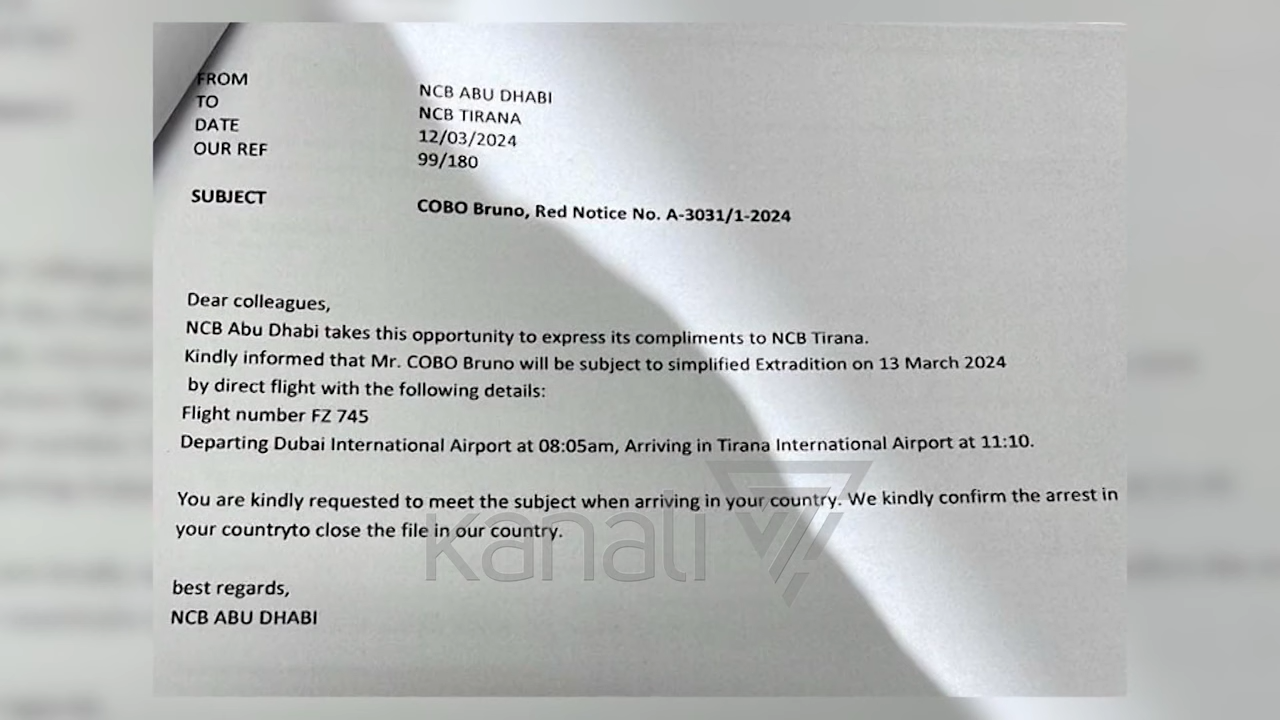 FROM NCB ABU DHABI
TO NCB TIRANA
DATE 12/03/2024
OUR REF 99/180
SUBJECT COBO Bruno, Red Notice No. A-3031/1-2024
Dear colleagues,
NCB Abu Dhabi takes this opportunity to express its compliments to NCB Tirana.
Kindly informed that Mr. COBO Bruno will be subject to simplified Extradition on 13 March 2024
by direct flight with the following details:
Flight number FZ 745
Departing Dubai International Airport at 08:05am, Arriving in Tirana International Airport at 11:10.
You are kindly requested to meet the subject when arriving in your country. We kindly confirm the arrest in
your countryto close the file in our country.
kanali 7
best regards,
NCB ABU DHABI